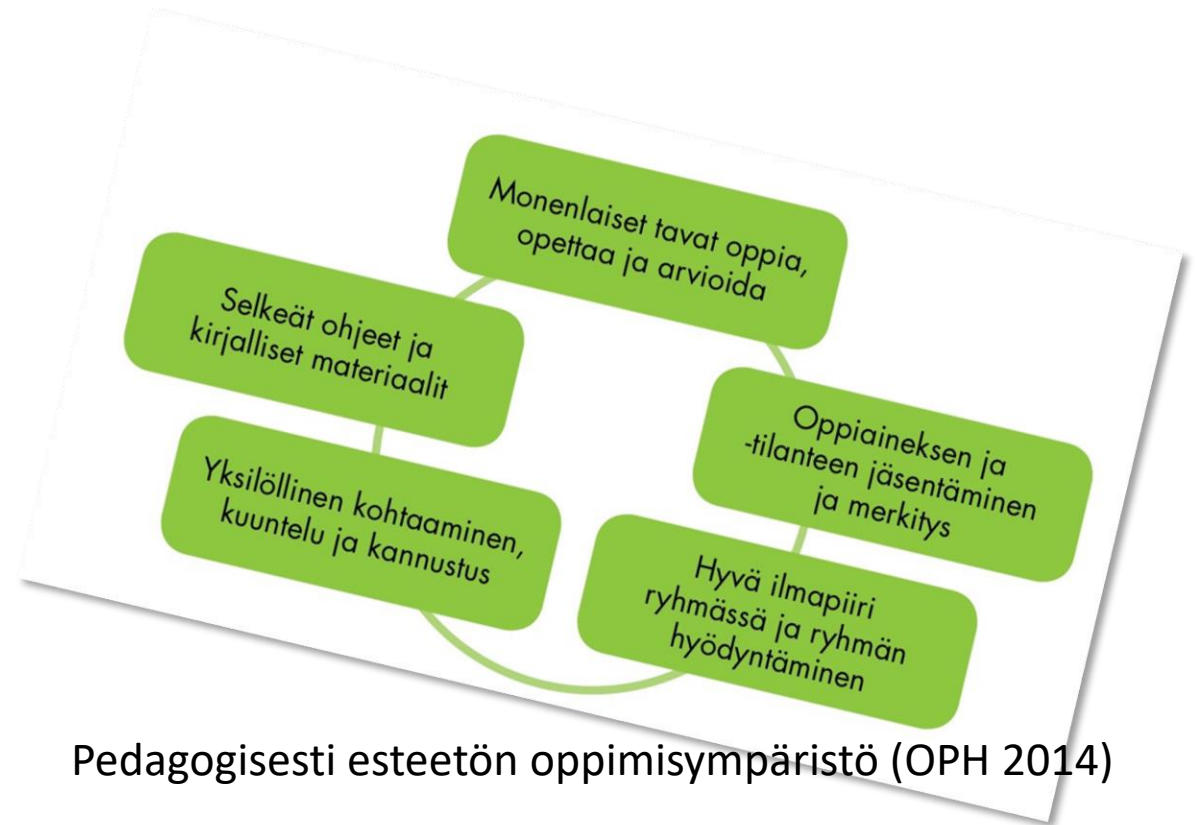 Monenlaiset tavat oppia,
opettaa ja arvioida
Selkeät ohjeet ja
kirjalliset materiaalit
Oppiaineksen ja
-tilanteen jäsentäminen
ja merkitys
Yksilöllinen kohtaaminen,
kuuntelu ja kannustus
Hyvä ilmapiiri
ryhmässä ja ryhmän
hyödyntäminen
Pedagogisesti esteetön oppimisympäristö (OPH 2014)